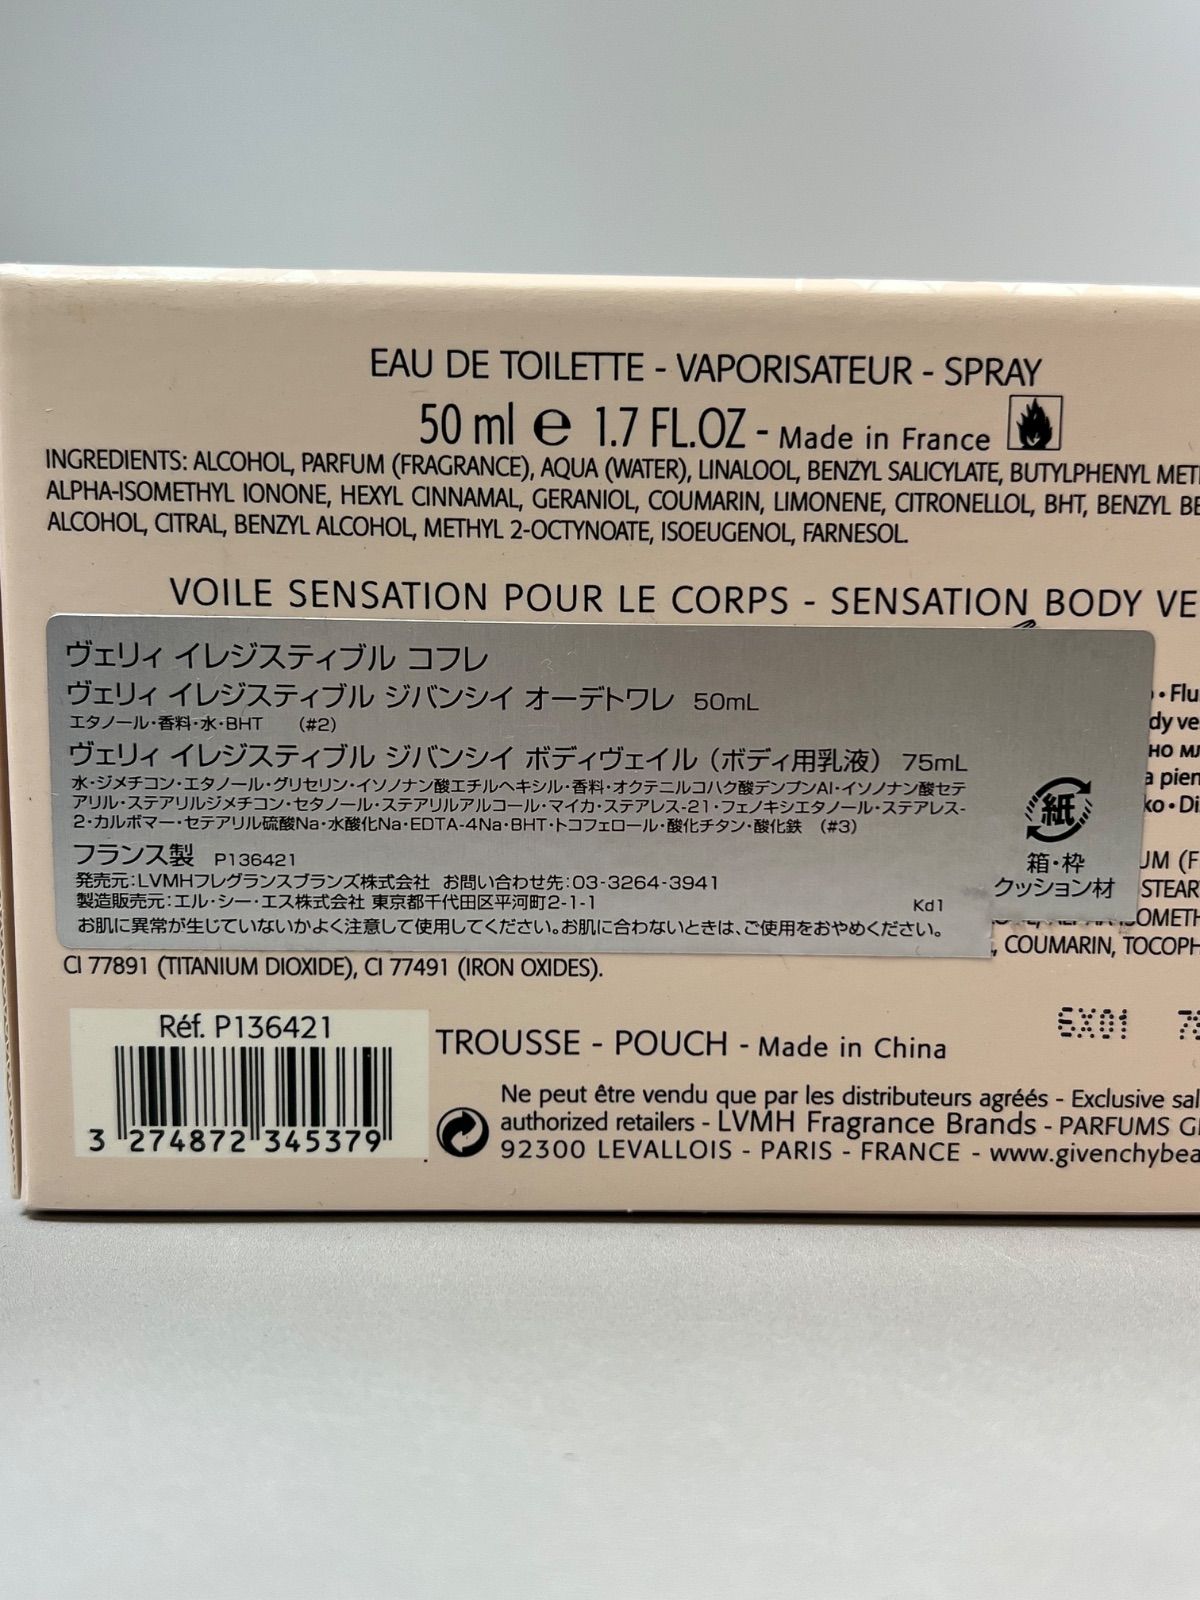 EAU DE TOILETTE - VAPORISATEUR - SPRAY
50 ml ℮ 1.7 FL.OZ - Made in France
INGREDIENTS: ALCOHOL, PARFUM (FRAGRANCE), AQUA (WATER), LINALOOL, BENZYL SALICYLATE, BUTYLPHENYL
ALPHA-ISOMETHYL IONONE, HEXYL CINNAMAL, GERANIOL, COUMARIN, LIMONENE, CITRONELLOL, BHT, BENZYL
ALCOHOL, CITRAL, BENZYL ALCOHOL, METHYL 2-OCTYNOATE, ISOEUGENOL, FARNESOL.
VOILE SENSATION POUR LE CORPS - SENSATION BODY VE
ヴェリィ イレジスティブル コフレ
ヴェリィ イレジスティブル ジバンシイ オーデトワレ 50mL
エタノール・香料・水・BHT (#2)
ヴェリィ イレジスティブル ジバンシイ ボディヴェイル（ボディ用乳液） 75mL
水・ジメチコン・エタノール・グリセリン・イソノナン酸エチルヘキシル・香料・オクテニルコハク酸デンプンAl・イソノナン酸セテ
アリル・ステアリルジメチコン・セタノール・ステアリルアルコール・マイカ・ステアレス-21・フェノキシエタノール・ステアレス-
2・カルボマー・セテアリル硫酸Na・水酸化Na・EDTA-4Na・BHT・トコフェロール・酸化チタン・酸化鉄 (#3)
フランス製 P136421
発売元:LVMHフレグランスブランズ株式会社 お問い合わせ先:03-3264-3941
製造販売元:エル・シー・エス株式会社 東京都千代田区平河町2-1-1 Kd1
お肌に異常が生じていないかよく注意して使用してください。お肌に合わないときは、ご使用をおやめください。
紙
箱・枠
クッション材
• Flu
dy ve
но мл
a pien
ko • Di
UM (F
STEAR
COUMARIN, TOCOPH
CI 77891 (TITANIUM DIOXIDE), CI 77491 (IRON OXIDES).
Réf. P136421
3 274872 345379
TROUSSE - POUCH - Made in China
5X01
Ne peut être vendu que par les distributeurs agréés - Exclusive sal
authorized retailers - LVMH Fragrance Brands - PARFUMS GI
92300 LEVALLOIS - PARIS - FRANCE - www.givenchybea